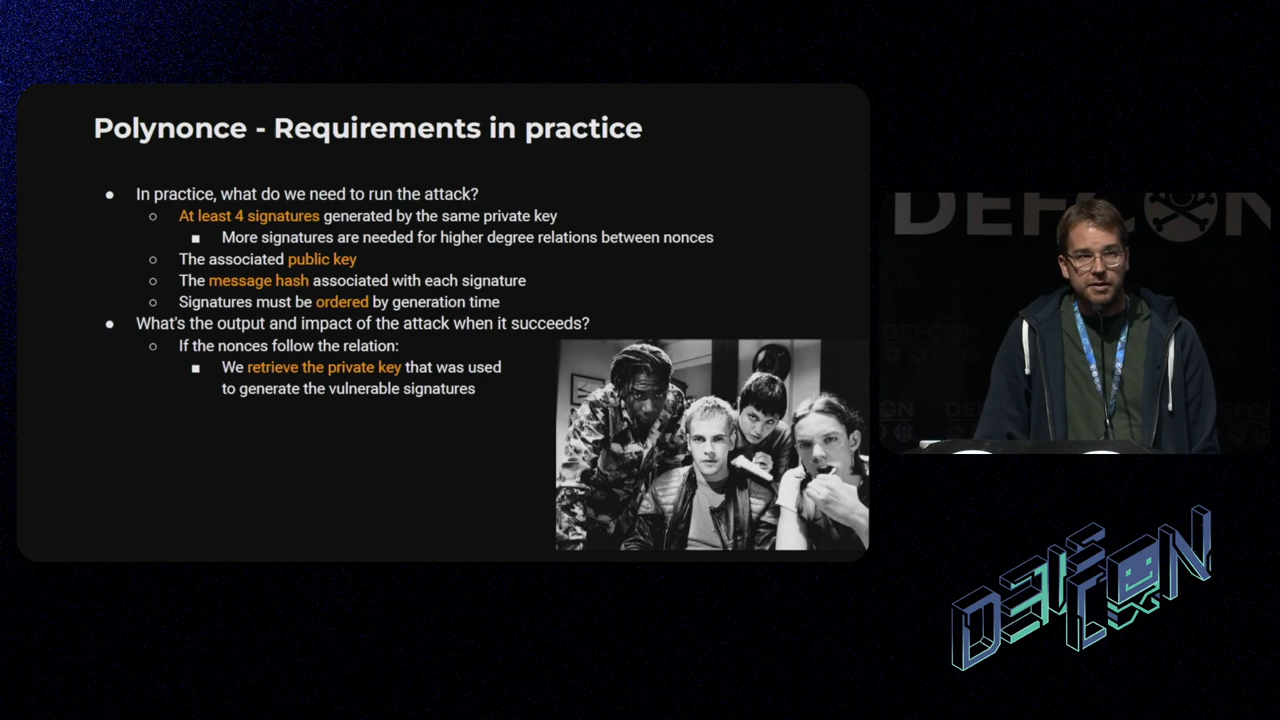 Polynonce - Requirements in practice
● In practice, what do we need to run the attack?
○ At least 4 signatures generated by the same private key
■ More signatures are needed for higher degree relations between nonces
○ The associated public key
○ The message hash associated with each signature
○ Signatures must be ordered by generation time
● What's the output and impact of the attack when it succeeds?
○ If the nonces follow the relation:
■ We retrieve the private key that was used
to generate the vulnerable signatures
DEFCON
DEFCON
DEFCON